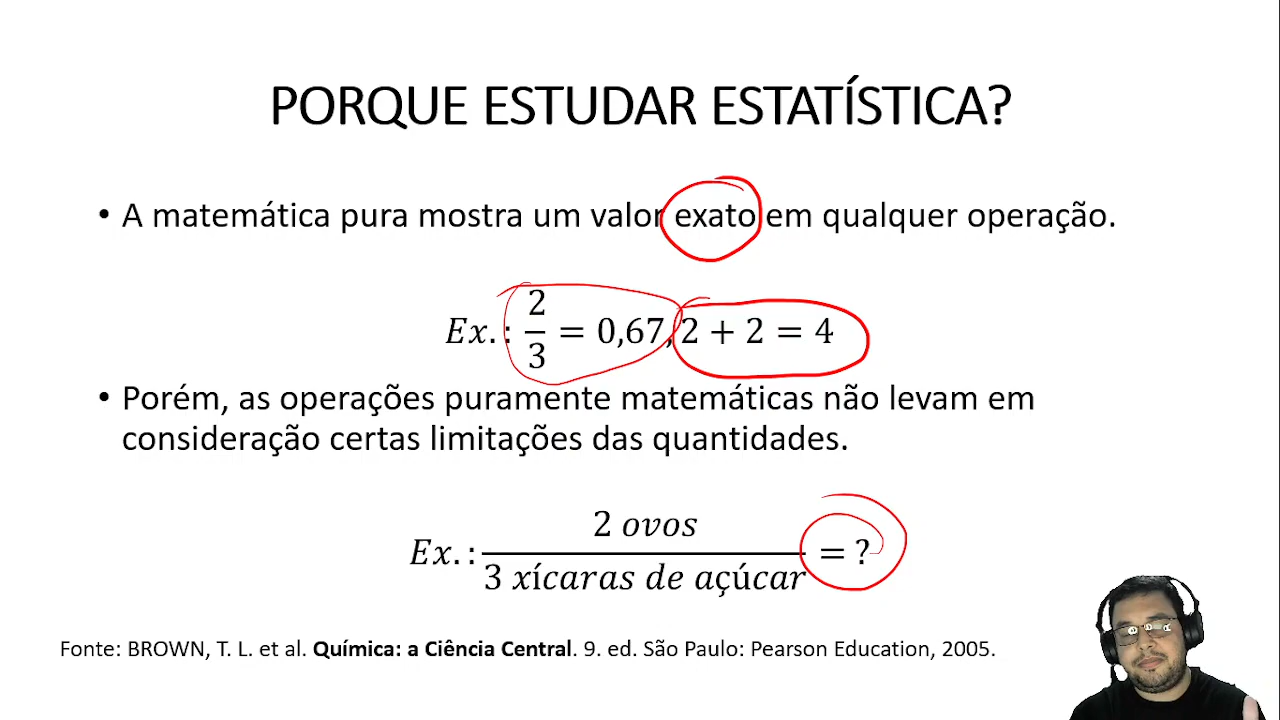 PORQUE ESTUDAR ESTATÍSTICA?
• A matemática pura mostra um valor exato em qualquer operação.
Ex.: 2/3 = 0,67, 2 + 2 = 4
• Porém, as operações puramente matemáticas não levam em
consideração certas limitações das quantidades.
Ex.: 2 ovos / 3 xícaras de açúcar = ?
Fonte: BROWN, T. L. et al. Química: a Ciência Central. 9. ed. São Paulo: Pearson Education, 2005.